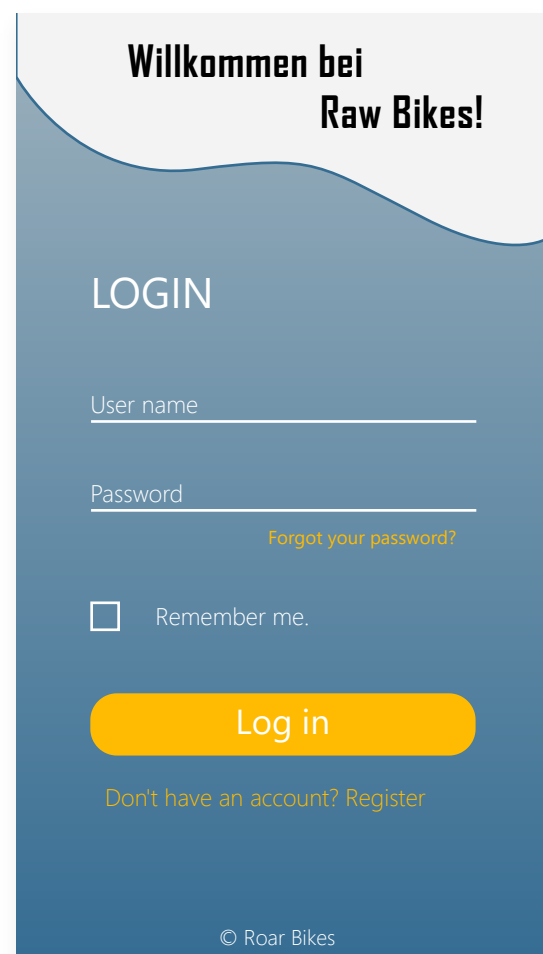 Willkommen bei
Raw Bikes!
LOGIN
User name
Password
Forgot your password?
Remember me.
Log in
Don't have an account? Register
© Roar Bikes